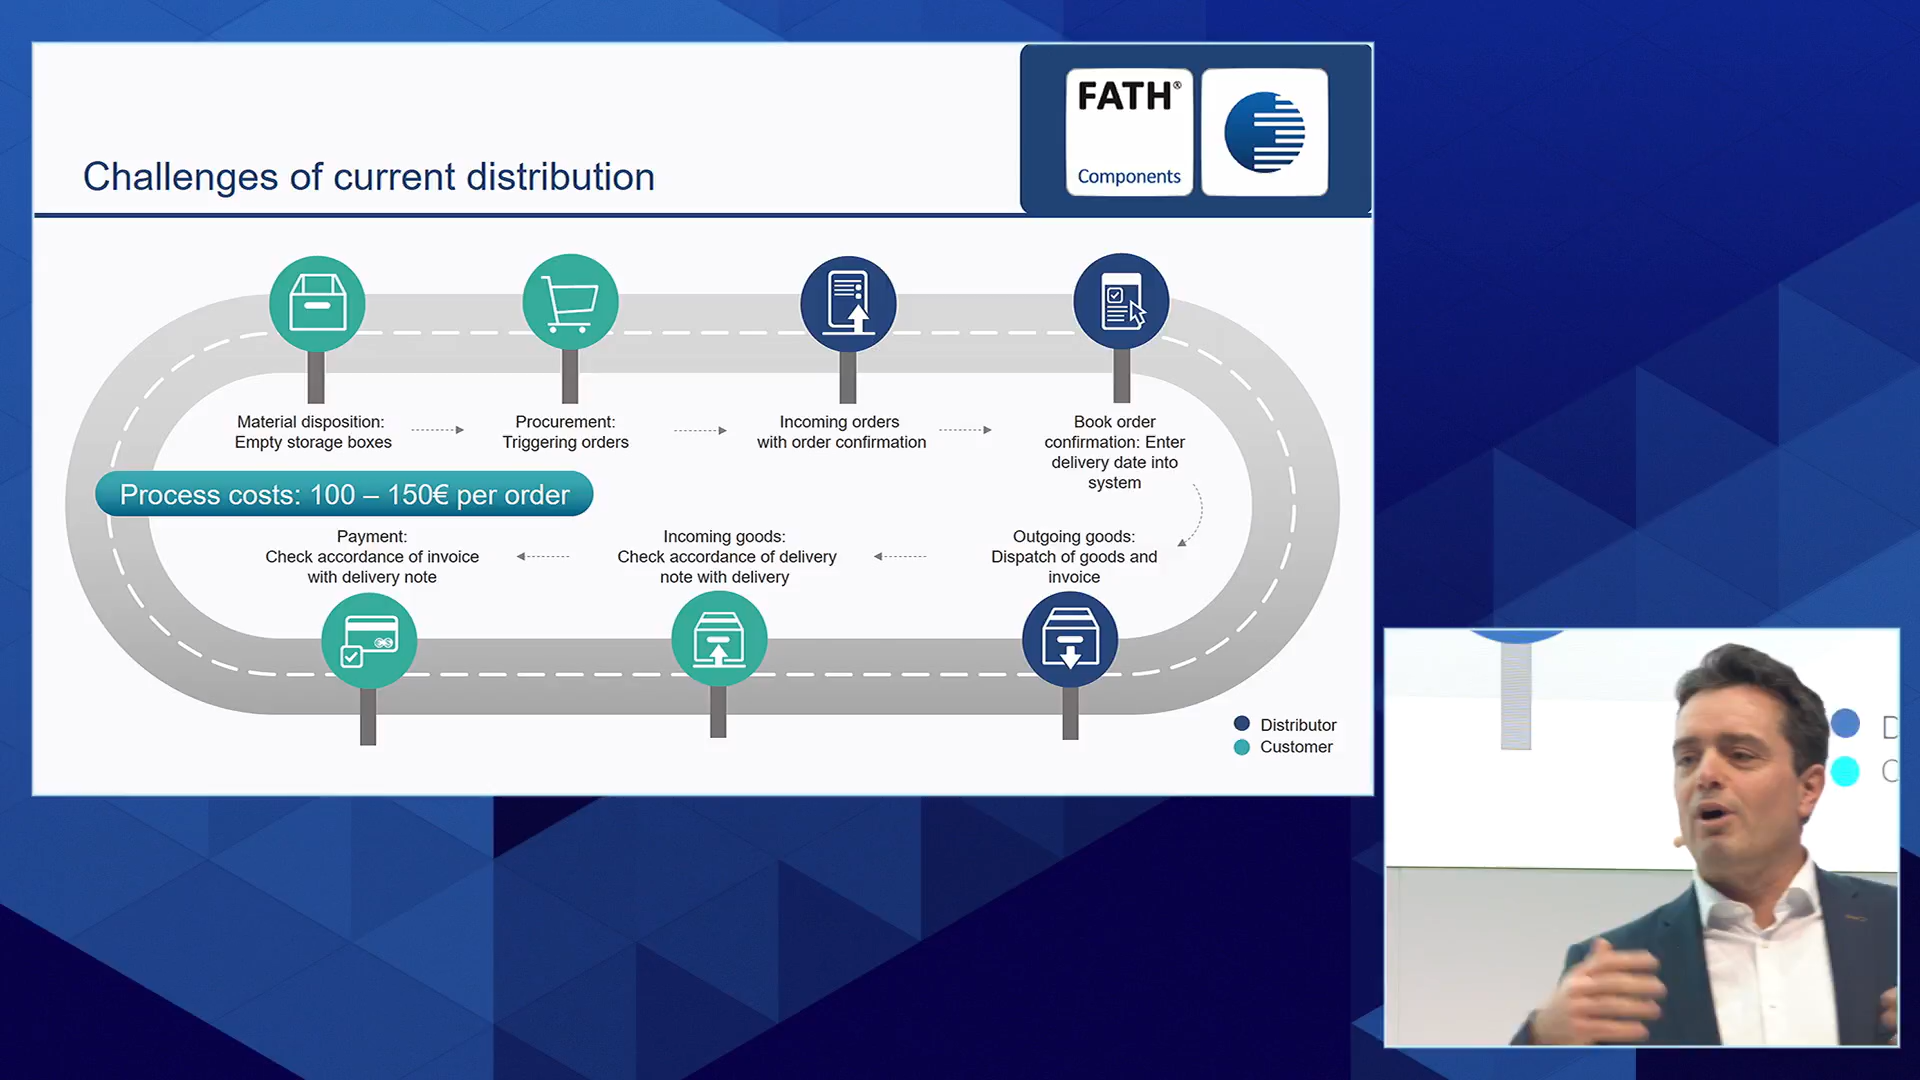 FATH®
Components
Challenges of current distribution
Material disposition:
Empty storage boxes
Procurement:
Triggering orders
Incoming orders
with order confirmation
Book order
confirmation: Enter
delivery date into
system
Process costs: 100 – 150€ per order
Payment:
Check accordance of invoice
with delivery note
Incoming goods:
Check accordance of delivery
note with delivery
Outgoing goods:
Dispatch of goods and
invoice
Distributor
Customer
D
C